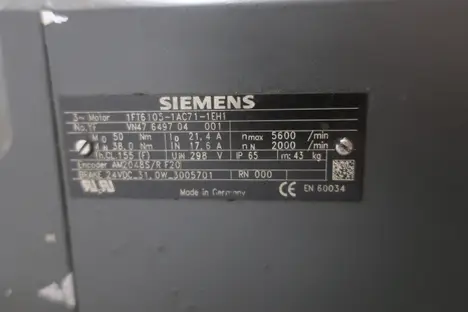 SIEMENS
3~ Motor 1FT6105-1AC71-1EH1
No. YF VN47 6497 04 001
M0 50 Nm I0 21,4 A nmax 5600 /min
MN 38,0 Nm IN 17,6 A nN 2000 /min
Th.Cl. 155 (F) UIN 298 V IP 65 m: 43 kg
Encoder AM2048S/R F20
BRAKE 24VDC 31,0W 3005701 RN 000
Made in Germany CE EN 60034